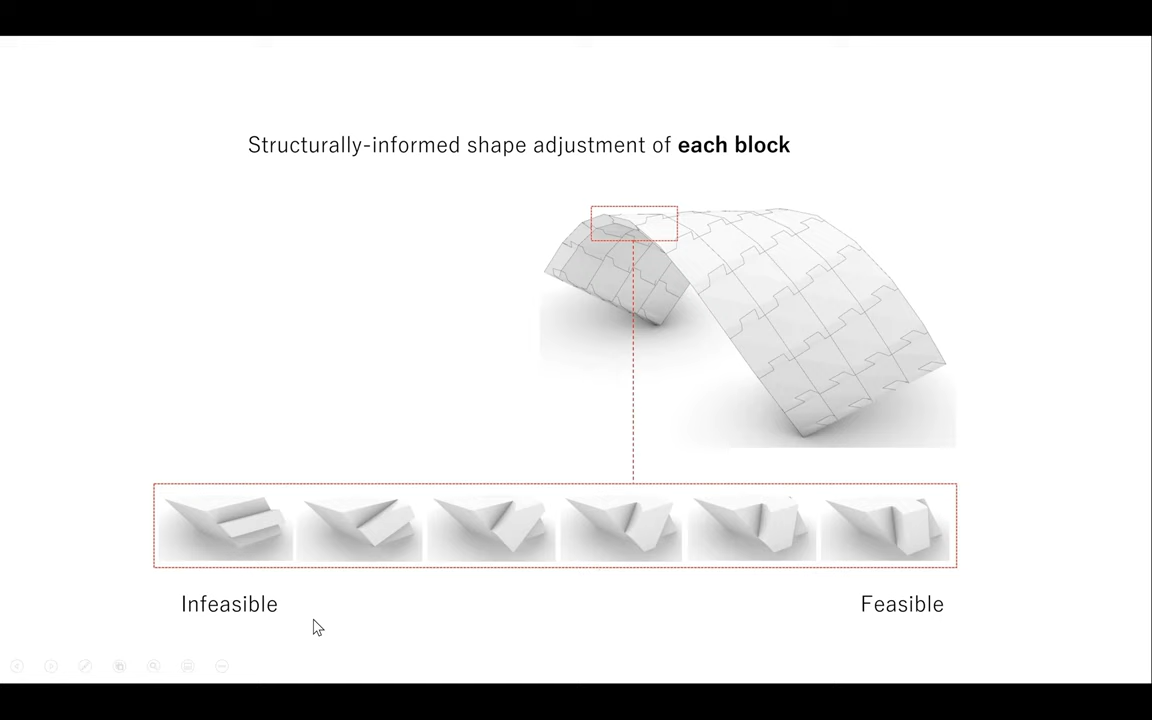 Structurally-informed shape adjustment of each block
Infeasible
Feasible